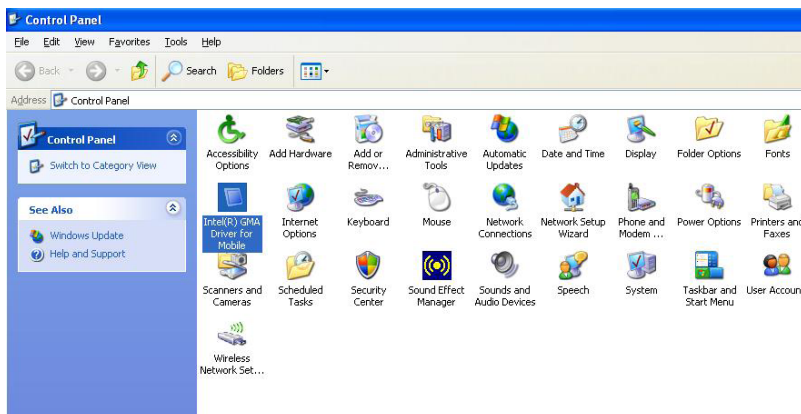 Control Panel
File Edit View Favorites Tools Help
Back Search Folders
Address Control Panel
Control Panel
Switch to Category View
See Also
Windows Update
Help and Support
Accessibility Options
Add Hardware
Add or Remov...
Administrative Tools
Automatic Updates
Date and Time
Display
Folder Options
Fonts
Intel(R) GMA Driver for Mobile
Internet Options
Keyboard
Mouse
Network Connections
Network Setup Wizard
Phone and Modem ...
Power Options
Printers and Faxes
Scanners and Cameras
Scheduled Tasks
Security Center
Sound Effect Manager
Sounds and Audio Devices
Speech
System
Taskbar and Start Menu
User Accoun
Wireless Network Set...